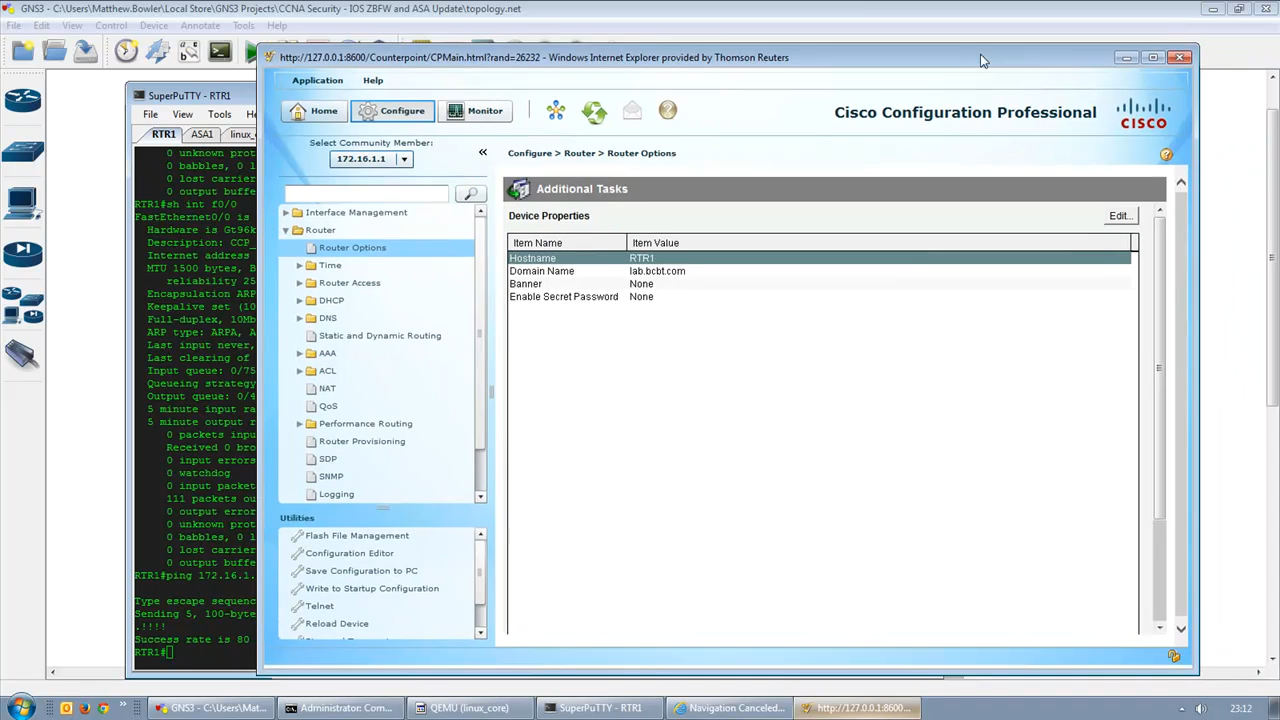 GNS3 - C:\Users\Matthew.Bowler\Local Store\GNS3 Projects\CCNA Security - IOS ZBFW and ASA Update\topology.net
File Edit View Control Device Annotate Tools Help
http://127.0.0.1:8600/Counterpoint/CPMain.html?rand=26232 - Windows Internet Explorer provided by Thomson Reuters
Application Help
Home Configure Monitor
Cisco Configuration Professional
CISCO
Select Community Member:
172.16.1.1
Configure > Router > Router Options
Additional Tasks
Device Properties
Edit...
Item Name Item Value
Hostname RTR1
Domain Name lab.bcbt.com
Banner None
Enable Secret Password None
Interface Management
Router
Router Options
Time
Router Access
DHCP
DNS
Static and Dynamic Routing
AAA
ACL
NAT
QoS
Performance Routing
Router Provisioning
SDP
SNMP
Logging
Utilities
Flash File Management
Configuration Editor
Save Configuration to PC
Write to Startup Configuration
Telnet
Reload Device
SuperPuTTY - RTR1
File View Tools
RTR1 ASA1
0 unknown prot
0 babbles, 0 l
0 lost carrier
0 output buffe
RTR1#sh int f0/0
FastEthernet0/0 is
Hardware is Gt96k
Description: CCP_
Internet address
MTU 1500 bytes, B
reliability 25
Encapsulation ARP
Keepalive set (10
Full-duplex, 10Mb
ARP type: ARPA, A
Last input never,
Last clearing of
Input queue: 0/75
Queueing strategy
Output queue: 0/4
5 minute input ra
5 minute output r
0 packets inpu
Received 0 bro
0 input errors
0 watchdog
0 input packet
111 packets ou
0 output error
0 unknown prot
0 babbles, 0 l
0 lost carrier
0 output buffe
RTR1#ping 172.16.1.
Type escape sequenc
Sending 5, 100-byte
.!!!!
Success rate is 80
RTR1#
GNS3 - C:\Users\Mat... Administrator: Com... QEMU (linux_core) SuperPuTTY - RTR1 Navigation Canceled... http://127.0.0.1:8600... 23:12